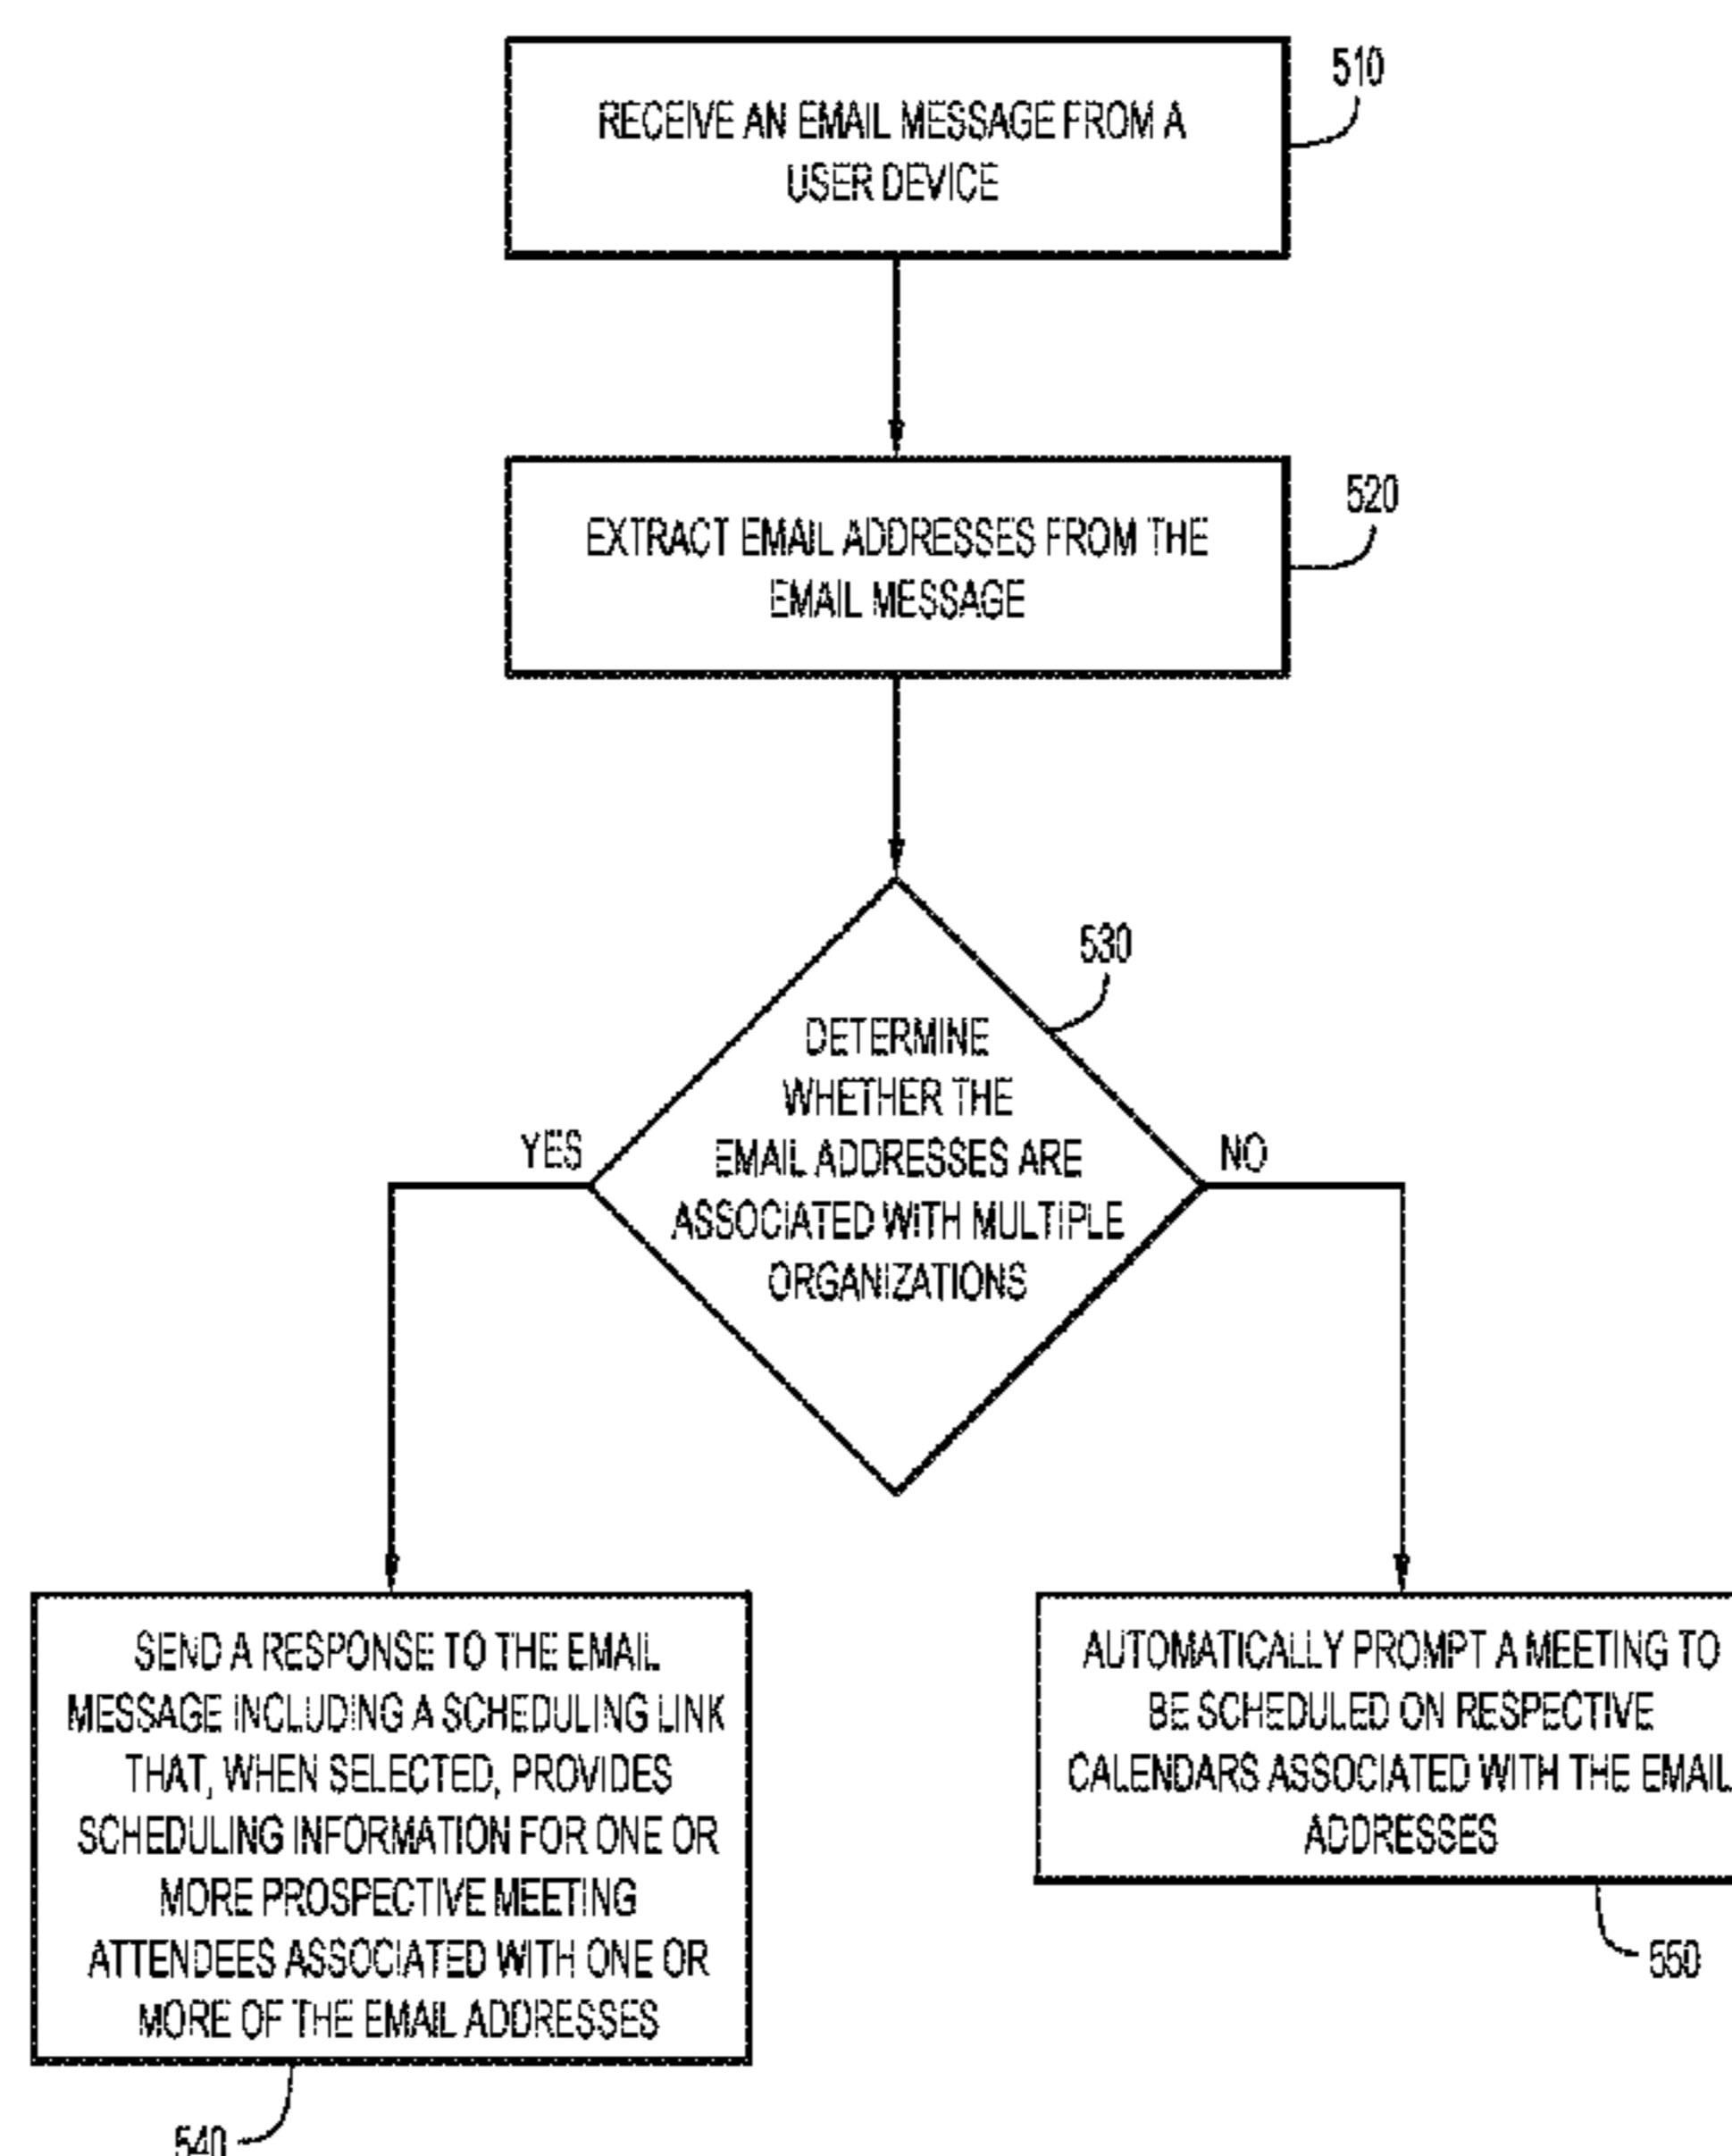 510
RECEIVE AN EMAIL MESSAGE FROM A
USER DEVICE
520
EXTRACT EMAIL ADDRESSES FROM THE
EMAIL MESSAGE
530
DETERMINE
WHETHER THE
EMAIL ADDRESSES ARE
ASSOCIATED WITH MULTIPLE
ORGANIZATIONS
YES
NO
SEND A RESPONSE TO THE EMAIL
MESSAGE INCLUDING A SCHEDULING LINK
THAT, WHEN SELECTED, PROVIDES
SCHEDULING INFORMATION FOR ONE OR
MORE PROSPECTIVE MEETING
ATTENDEES ASSOCIATED WITH ONE OR
MORE OF THE EMAIL ADDRESSES
540
AUTOMATICALLY PROMPT A MEETING TO
BE SCHEDULED ON RESPECTIVE
CALENDARS ASSOCIATED WITH THE EMAIL
ADDRESSES
550